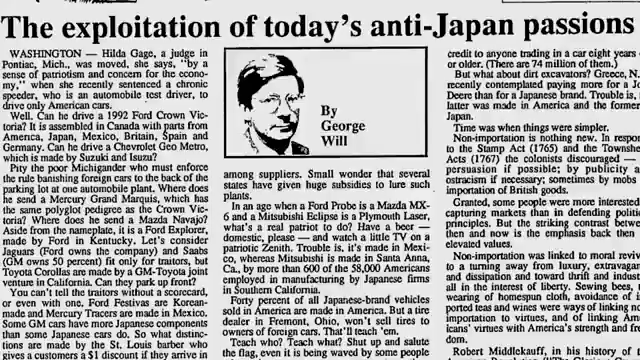 The exploitation of today's anti-Japan passions
WASHINGTON — Hilda Gage, a judge in
Pontiac, Mich., was moved, she says, "by a
sense of patriotism and concern for the econo-
my," when she recently sentenced a chronic
speeder, who is an automobile test driver, to
drive only American cars.
Well. Can he drive a 1992 Ford Crown Vic-
toria? It is assembled in Canada with parts from
America, Japan, Mexico, Britain, Spain and
Germany. Can he drive a Chevrolet Geo Metro,
which is made by Suzuki and Isuzu?
Pity the poor Michigander who must enforce
the rule banishing foreign cars to the back of the
parking lot at one automobile plant. Where does
he send a Mercury Grand Marquis, which has
the same polyglot pedigree as the Crown Vic-
toria? Where does he send a Mazda Navajo?
Aside from the nameplate, it is a Ford Explorer,
made by Ford in Kentucky. Let's consider
Jaguars (Ford owns the company) and Saabs
(GM owns 50 percent) fit only for traitors, but
Toyota Corollas are made by a GM-Toyota joint
venture in California. Can they park up front?
You can't tell the traitors without a scorecard,
or even with one. Ford Festivas are Korean-
made and Mercury Tracers are made in Mexico.
Some GM cars have more Japanese components
than some Japanese cars do. So what distinc-
tions are made by the St. Louis barber who
gives a customers a $1 discount if they arrive in
By
George
Will
among suppliers. Small wonder that several
states have given huge subsidies to lure such
plants.
In an age when a Ford Probe is a Mazda MX-
6 and a Mitsubishi Eclipse is a Plymouth Laser,
what's a real patriot to do? Have a beer —
domestic, please — and watch a little TV on a
patriotic Zenith. Trouble is, it's made in Mexi-
co, whereas Mitsubishi is made in Santa Anna,
Ca., by more than 600 of the 58,000 Americans
employed in manufacturing by Japanese firms
in Southern California.
Forty percent of all Japanese-brand vehicles
sold in America are made in America. But a tire
dealer in Fremont, Ohio, won't sell tires to
owners of foreign cars. That'll teach 'em.
Teach who? Teach what? Shut up and salute
the flag, even if it is being waved by some people
credit to anyone trading in a car eight years
or older. (There are 74 million of them.)
But what about dirt excavators? Greece, N.
recently contemplated paying more for a Jo
Deere than for a Japanese brand. Trouble is,
latter was made in America and the former
Japan.
Time was when things were simpler.
Non-importation is nothing new. In respo
to the Stamp Act (1765) and the Townshe
Acts (1767) the colonists discouraged —
persuasion if possible; by publicity a
ostracism if necessary; sometimes by mobs
importation of British goods.
Granted, some people were more interested
capturing markets than in defending politi
principles. But the striking contrast betwe
then and now is the emphasis back then
elevated values.
Non-importation was linked to moral reviv
to a turning away from luxury, extravagan
and dissipation and toward thrift and indust
all in the interest of liberty. Sewing bees,
wearing of homespun cloth, avoidance of i
ported teas and wines were ways of linking n
importation to virtue, and of linking Am
icans' virtues with America's strength and fr
dom.
Robert Middlekauff, in his history of